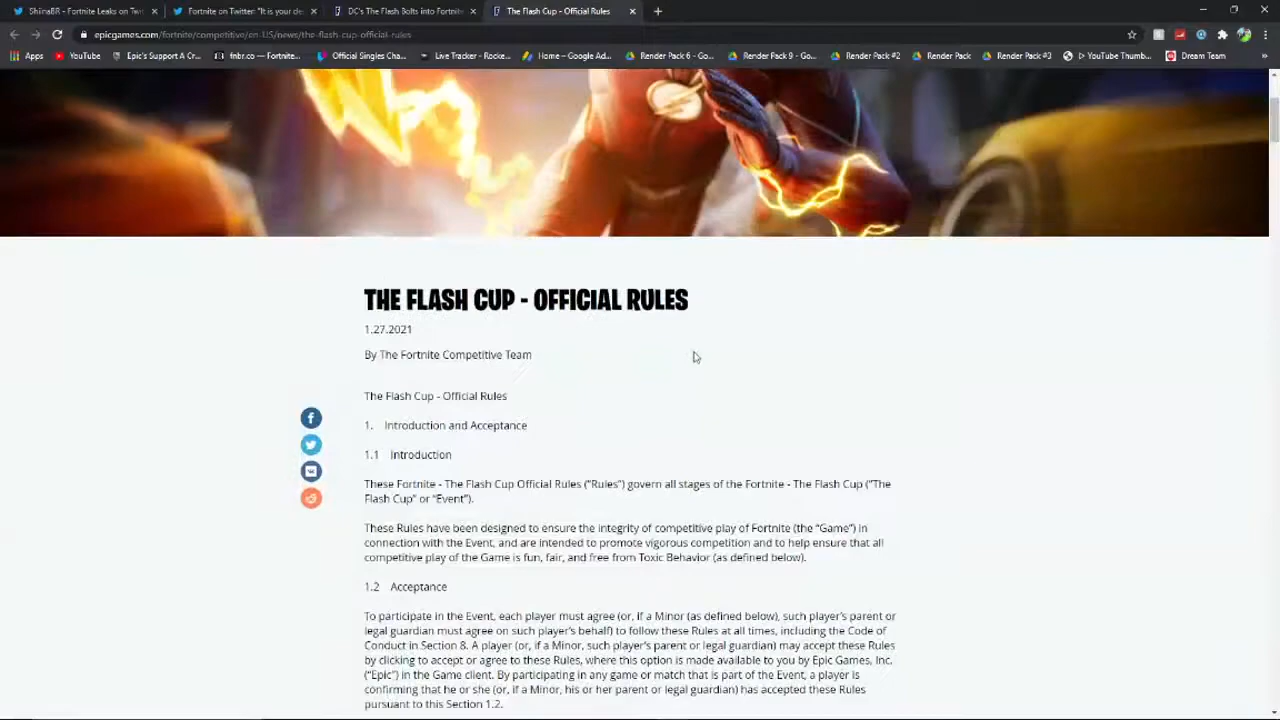 ShiinaBR - Fortnite Leaks on Tw
Fortnite on Twitter: "It is your de
DC's The Flash Bolts into Fortnite
The Flash Cup - Official Rules
epicgames.com/fortnite/competitive/en-US/news/the-flash-cup-official-rules
Apps
YouTube
Epic's Support & Cr...
fnbr.co — Fortnite...
Official Singles Cha...
Live Tracker - Rocke...
Home – Google Ad...
Render Pack 6 - Go...
Render Pack 9 - Go...
Render Pack #2
Render Pack
Render Pack #3
▷ YouTube Thumb...
Dream Team
THE FLASH CUP - OFFICIAL RULES
1.27.2021
By The Fortnite Competitive Team
The Flash Cup - Official Rules
1. Introduction and Acceptance
1.1 Introduction
These Fortnite - The Flash Cup Official Rules ("Rules") govern all stages of the Fortnite - The Flash Cup ("The
Flash Cup" or "Event").
These Rules have been designed to ensure the integrity of competitive play of Fortnite (the "Game") in
connection with the Event, and are intended to promote vigorous competition and to help ensure that all
competitive play of the Game is fun, fair, and free from Toxic Behavior (as defined below).
1.2 Acceptance
To participate in the Event, each player must agree (or, if a Minor (as defined below), such player's parent or
legal guardian must agree on such player's behalf) to follow these Rules at all times, including the Code of
Conduct in Section 8. A player (or, if a Minor, such player's parent or legal guardian) may accept these Rules
by clicking to accept or agree to these Rules, where this option is made available to you by Epic Games, Inc.
("Epic") in the Game client. By participating in any game or match that is part of the Event, a player is
confirming that he or she (or, if a Minor, his or her parent or legal guardian) has accepted these Rules
pursuant to this Section 1.2.